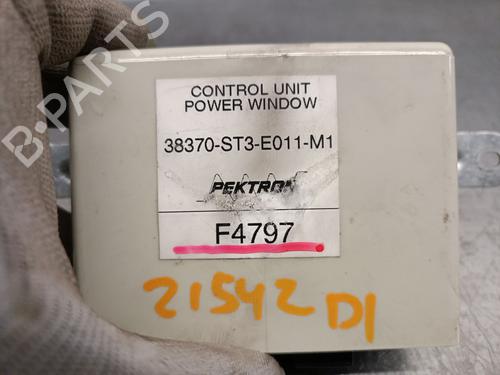 B-PARTS
CONTROL UNIT
POWER WINDOW
38370-ST3-E011-M1
PEKTRON
F4797
21542 D1